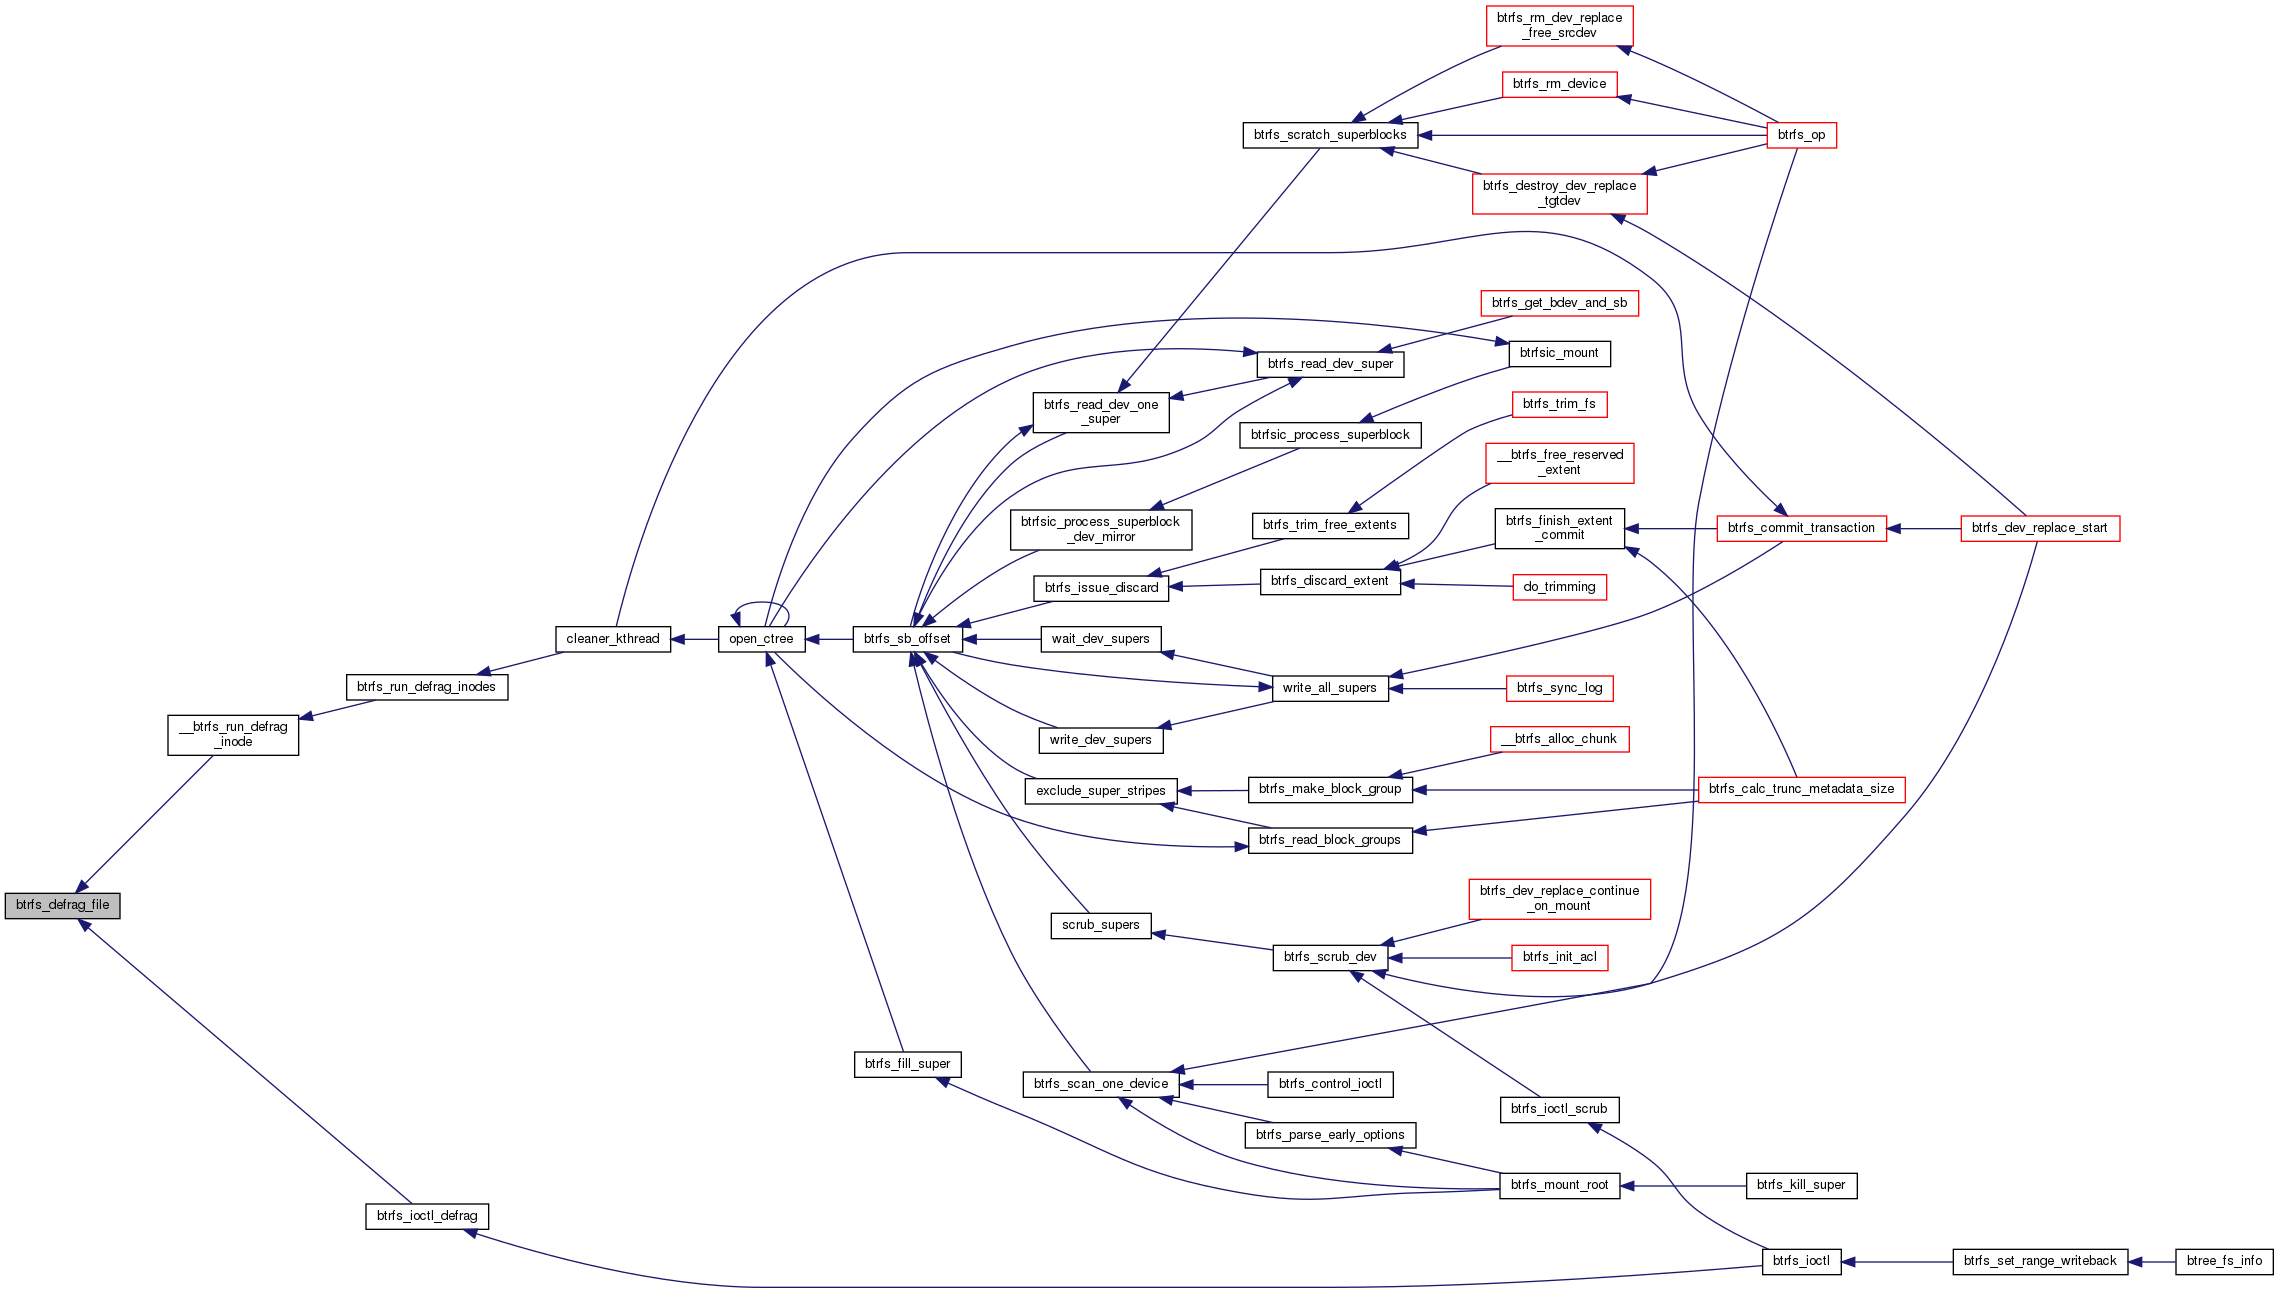 btrfs_rm_dev_replace
_free_srcdev
btrfs_rm_device
btrfs_scratch_superblocks
btrfs_op
btrfs_destroy_dev_replace
_tgtdev
btrfs_get_bdev_and_sb
btrfsic_mount
btrfs_read_dev_super
btrfs_read_dev_one
_super
btrfs_trim_fs
btrfsic_process_superblock
__btrfs_free_reserved
_extent
btrfsic_process_superblock
_dev_mirror
btrfs_trim_free_extents
btrfs_finish_extent
_commit
btrfs_commit_transaction
btrfs_dev_replace_start
btrfs_issue_discard
btrfs_discard_extent
do_trimming
cleaner_kthread
open_ctree
btrfs_sb_offset
wait_dev_supers
btrfs_run_defrag_inodes
write_all_supers
btrfs_sync_log
__btrfs_run_defrag
_inode
write_dev_supers
__btrfs_alloc_chunk
exclude_super_stripes
btrfs_make_block_group
btrfs_calc_trunc_metadata_size
btrfs_read_block_groups
btrfs_defrag_file
btrfs_dev_replace_continue
_on_mount
scrub_supers
btrfs_scrub_dev
btrfs_init_acl
btrfs_fill_super
btrfs_scan_one_device
btrfs_control_ioctl
btrfs_ioctl_scrub
btrfs_parse_early_options
btrfs_mount_root
btrfs_kill_super
btrfs_ioctl_defrag
btrfs_ioctl
btrfs_set_range_writeback
btree_fs_info